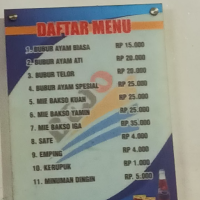 DAFTAR MENU
1. BUBUR AYAM BIASA RP 15.000
2. BUBUR AYAM ATI RP 20.000
3. BUBUR TELOR RP 20.000
4. BUBUR AYAM SPESIAL RP 25.000
5. MIE BAKSO KUAH RP 25.000
6. MIE BAKSO YAMIN RP 25.000
7. MIE BAKSO IGA RP 35.000
8. SATE RP 4.000
9. EMPING RP 4.000
10. KERUPUK RP 1.000
11. MINUMAN DINGIN RP 5.000